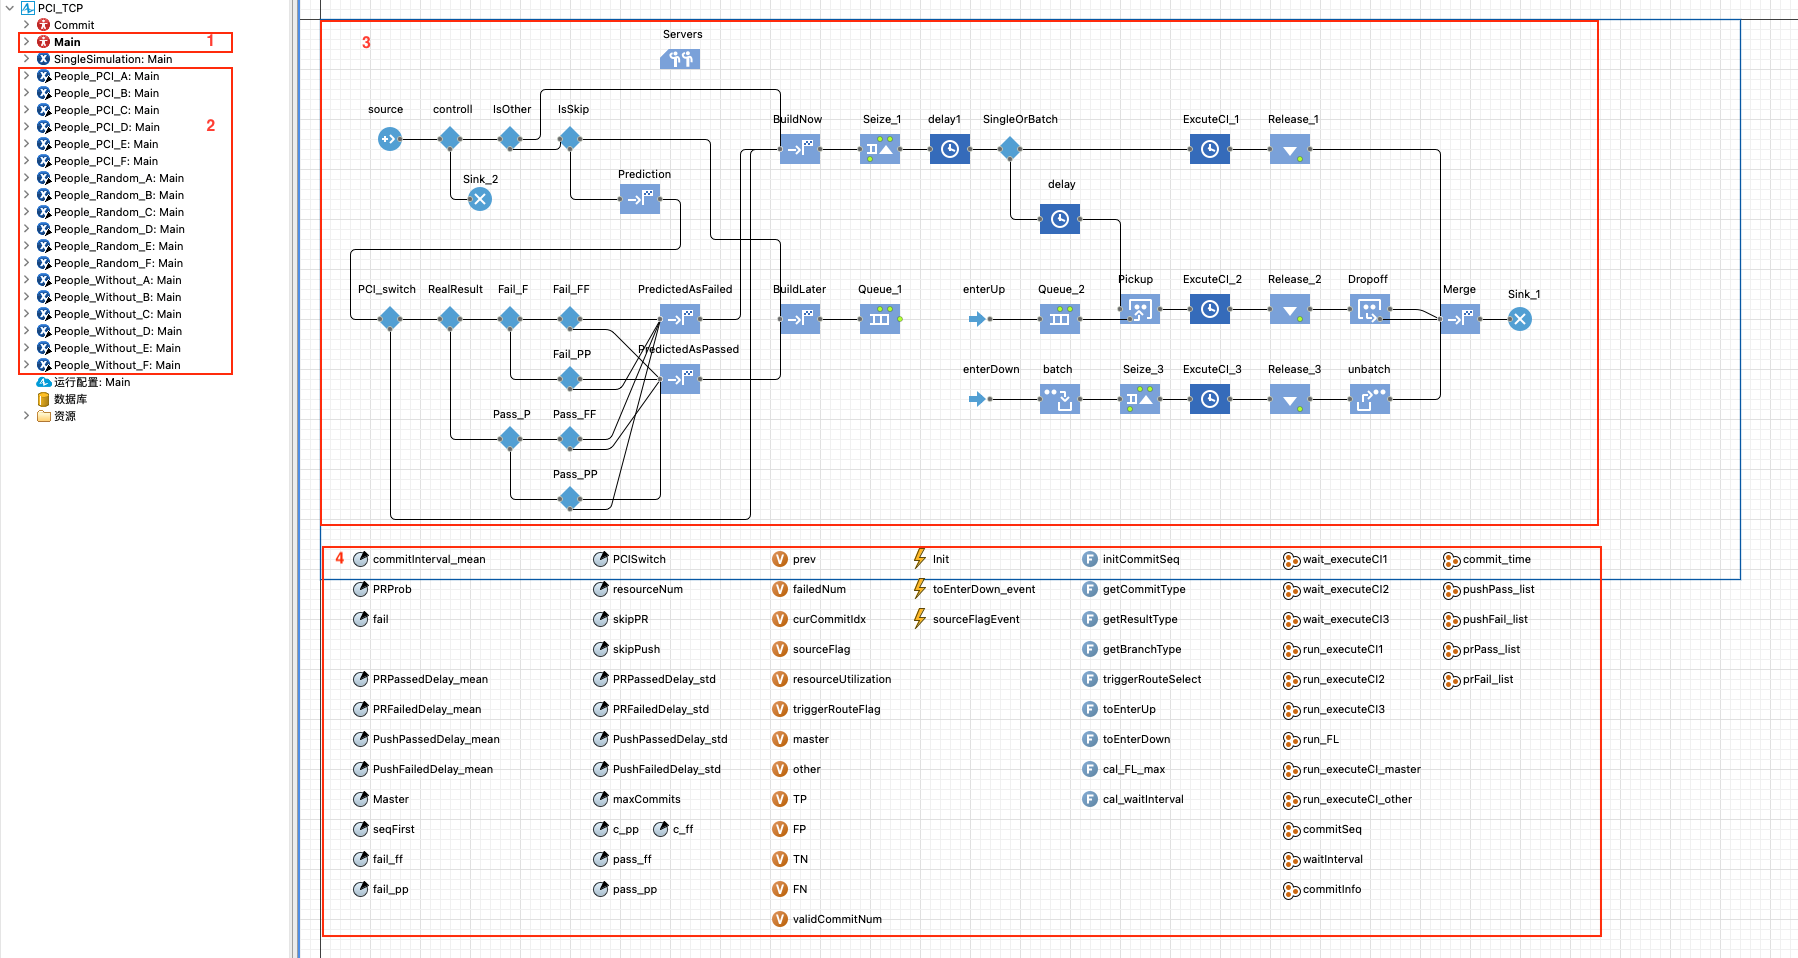 PCI_TCP
Commit
Main
1
SingleSimulation: Main
People_PCI_A: Main
People_PCI_B: Main
People_PCI_C: Main
People_PCI_D: Main
2
People_PCI_E: Main
People_PCI_F: Main
People_Random_A: Main
People_Random_B: Main
People_Random_C: Main
People_Random_D: Main
People_Random_E: Main
People_Random_F: Main
People_Without_A: Main
People_Without_B: Main
People_Without_C: Main
People_Without_D: Main
People_Without_E: Main
People_Without_F: Main
运行配置: Main
数据库
资源
3
Servers
source controll IsOther IsSkip
BuildNow Seize_1 delay1 SingleOrBatch ExcuteCI_1 Release_1
Sink_2 Prediction delay
PCI_switch RealResult Fail_F Fail_FF PredictedAsFailed BuildLater Queue_1 enterUp Queue_2 Pickup ExcuteCI_2 Release_2 Dropoff Merge Sink_1
Fail_PP PredictedAsPassed
enterDown batch Seize_3 ExcuteCI_3 Release_3 unbatch
Pass_P Pass_FF
Pass_PP
4
commitInterval_mean PCISwitch prev Init initCommitSeq wait_executeCI1 commit_time
PRProb resourceNum failedNum toEnterDown_event getCommitType wait_executeCI2 pushPass_list
fail skipPR curCommitIdx sourceFlagEvent getResultType wait_executeCI3 pushFail_list
skipPush sourceFlag getBranchType run_executeCI1 prPass_list
PRPassedDelay_mean PRPassedDelay_std resourceUtilization triggerRouteSelect run_executeCI2 prFail_list
PRFailedDelay_mean PRFailedDelay_std triggerRouteFlag toEnterUp run_executeCI3
PushPassedDelay_mean PushPassedDelay_std master toEnterDown run_FL
PushFailedDelay_mean PushFailedDelay_std other cal_FL_max run_executeCI_master
Master maxCommits TP cal_waitInterval run_executeCI_other
seqFirst c_pp c_ff FP commitSeq
fail_ff pass_ff TN waitInterval
fail_pp pass_pp FN commitInfo
validCommitNum